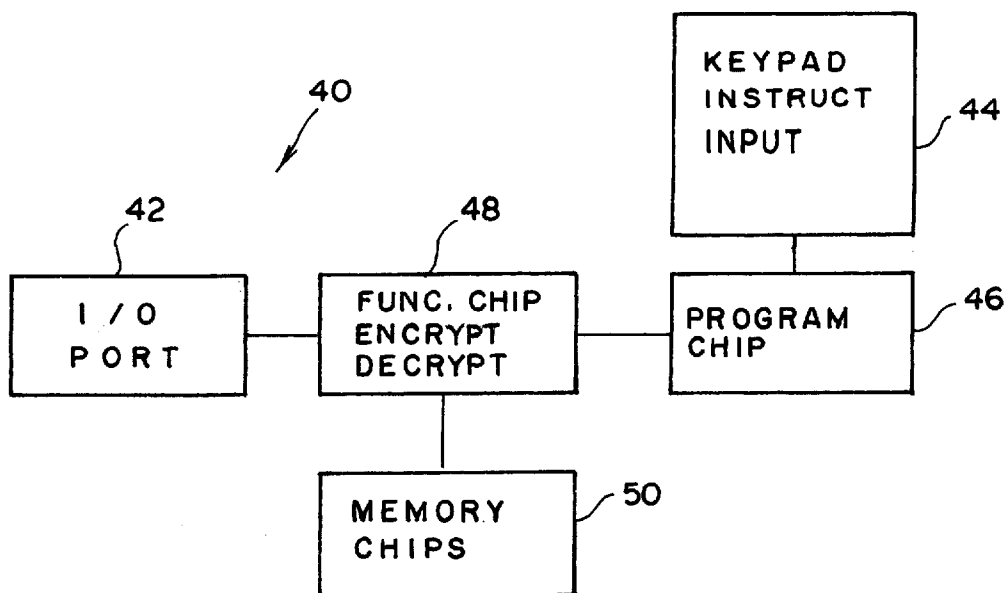 KEYPAD
INSTRUCT
INPUT
44
40
42
48
I/O
PORT
FUNC. CHIP
ENCRYPT
DECRYPT
PROGRAM
CHIP
46
MEMORY
CHIPS
50